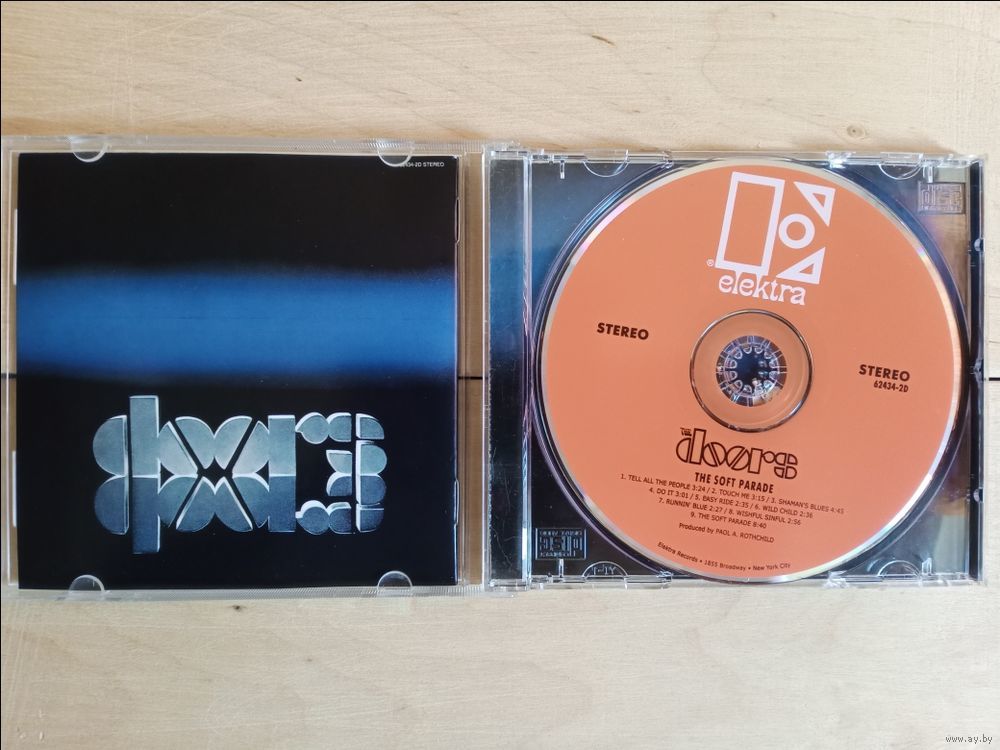 62434-2D STEREO
doors
elektra
®
STEREO
STEREO
62434-2D
THE
doors
THE SOFT PARADE
1. TELL ALL THE PEOPLE 3:24 / 2. TOUCH ME 3:15 / 3. SHAMAN'S BLUES 4:45
4. DO IT 3:01 / 5. EASY RIDE 2:35 / 6. WILD CHILD 2:36
7. RUNNIN' BLUE 2:27 / 8. WISHFUL SINFUL 2:56
9. THE SOFT PARADE 8:40
Produced by PAOL A. ROTHCHILD
Elektra Records • 1855 Broadway • New York City
disc
www.ay.by